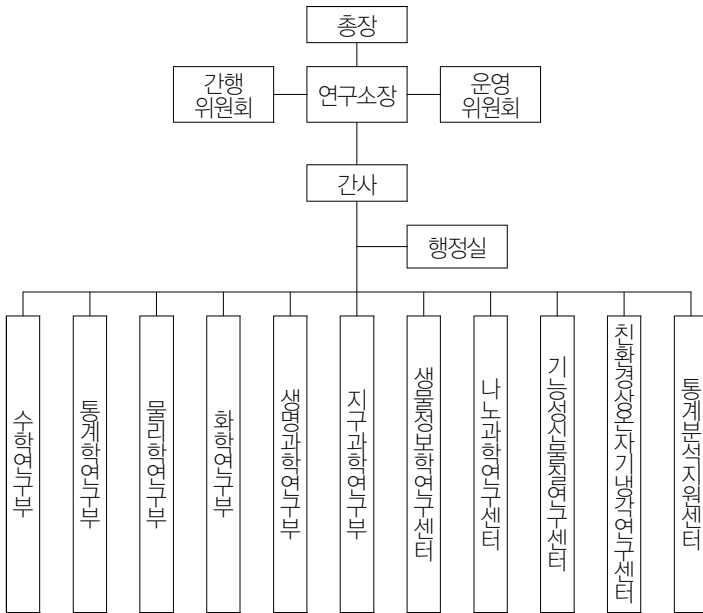 총장
간행
위원회
연구소장
운영
위원회
간사
행정실
수학연구부
통계학연구부
물리학연구부
화학연구부
생명과학연구부
지구과학연구부
생물정보학연구센터
나노과학연구센터
기능성신물질연구센터
친환경상온자기냉각연구센터
통계분석지원센터